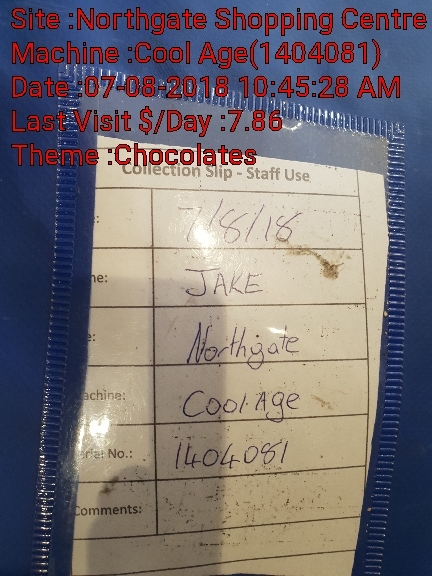 Site :Northgate Shopping Centre
Machine :Cool Age(1404081)
Date :07-08-2018 10:45:28 AM
Last Visit $/Day :7.86
Theme :Chocolates
Collection Slip - Staff Use
e: 7/8/18
me: JAKE
e: Northgate
achine: Cool Age
erial No.: 1404081
Comments: